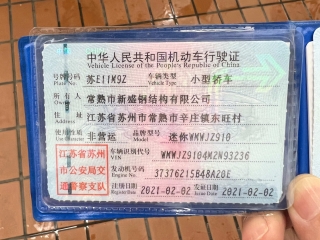 中华人民共和国机动车行驶证
Vehicle License of the People's Republic of China
号牌号码 苏E11M9Z 车辆类型 小型轿车
Plate No. Vehicle Type
所有人 常熟市新盛钢结构有限公司
Owner
住址 江苏省苏州市常熟市辛庄镇东旺村
Address
使用性质 非营运 品牌型号 迷你WMWJZ910
Use Character Model
江苏省苏州市公安局交通警察支队
车辆识别代号 WMWJZ9104M2N93236
VIN
发动机号码 37376215B48A20E
Engine No.
注册日期 2021-02-02 发证日期 2021-02-02
Register Date Issue Date